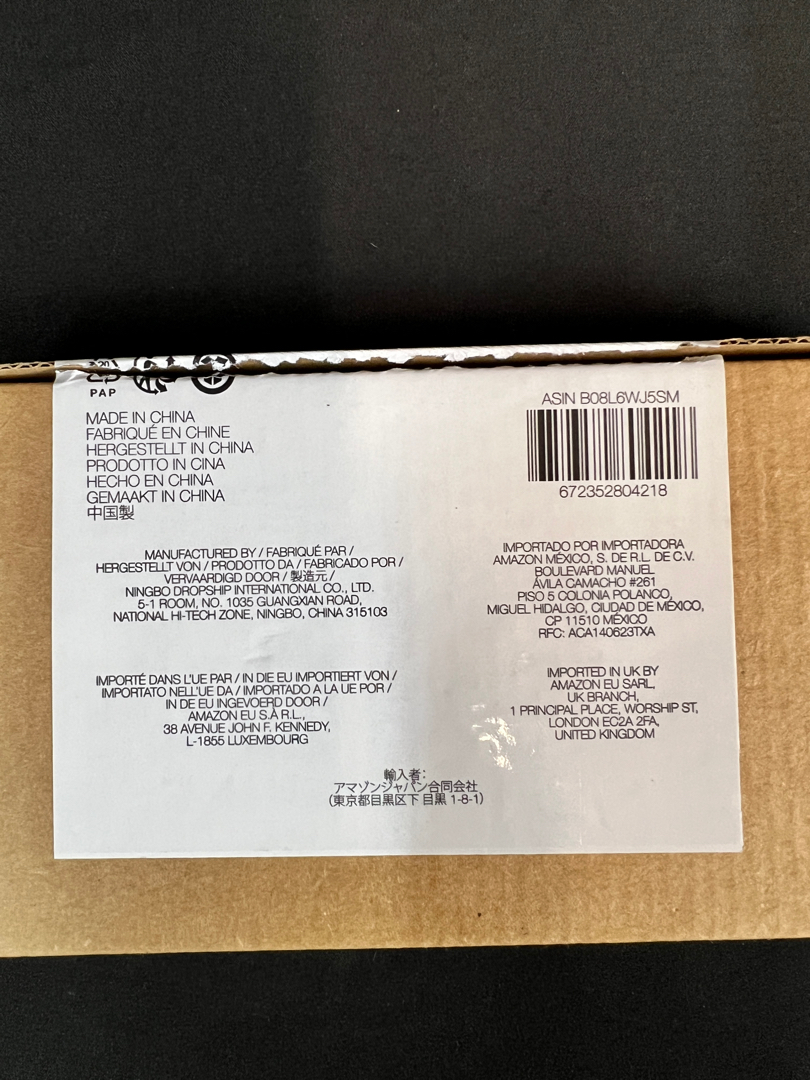 20
PAP
MADE IN CHINA
FABRIQUÉ EN CHINE
HERGESTELLT IN CHINA
PRODOTTO IN CINA
HECHO EN CHINA
GEMAAKT IN CHINA
中国製
ASIN B08L6WJ5SM
672352804218
MANUFACTURED BY / FABRIQUÉ PAR /
HERGESTELLT VON / PRODOTTO DA / FABRICADO POR /
VERVAARDIGD DOOR / 製造元 /
NINGBO DROPSHIP INTERNATIONAL CO., LTD.
5-1 ROOM, NO. 1035 GUANGXIAN ROAD,
NATIONAL HI-TECH ZONE, NINGBO, CHINA 315103
IMPORTADO POR IMPORTADORA
AMAZON MÉXICO, S. DE R.L. DE C.V.
BOULEVARD MANUEL
ÁVILA CAMACHO #261
PISO 5 COLONIA POLANCO,
MIGUEL HIDALGO, CIUDAD DE MÉXICO,
CP 11510 MÉXICO
RFC: ACA140623TXA
IMPORTÉ DANS L'UE PAR / IN DIE EU IMPORTIERT VON /
IMPORTATO NELL'UE DA / IMPORTADO A LA UE POR /
IN DE EU INGEVOERD DOOR /
AMAZON EU S.À R.L.,
38 AVENUE JOHN F. KENNEDY,
L-1855 LUXEMBOURG
IMPORTED IN UK BY
AMAZON EU SARL,
UK BRANCH,
1 PRINCIPAL PLACE, WORSHIP ST,
LONDON EC2A 2FA,
UNITED KINGDOM
輸入者:
アマゾンジャパン合同会社
(東京都目黒区下目黒 1-8-1)